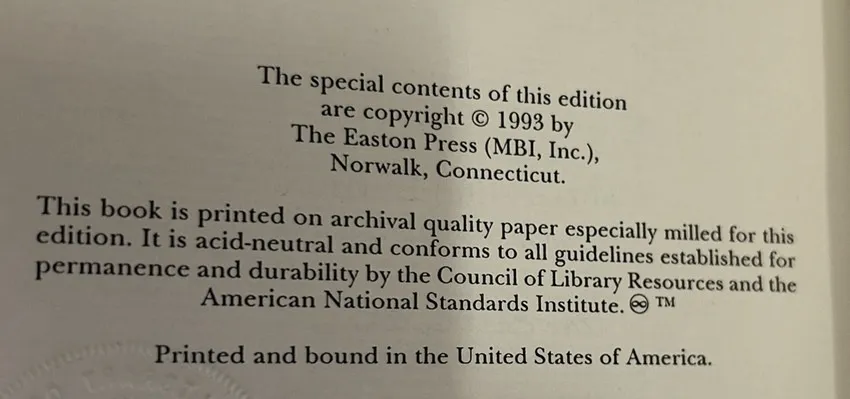 The special contents of this edition
are copyright © 1993 by
The Easton Press (MBI, Inc.),
Norwalk, Connecticut.
This book is printed on archival quality paper especially milled for this
edition. It is acid-neutral and conforms to all guidelines established for
permanence and durability by the Council of Library Resources and the
American National Standards Institute. ♾ ™
Printed and bound in the United States of America.